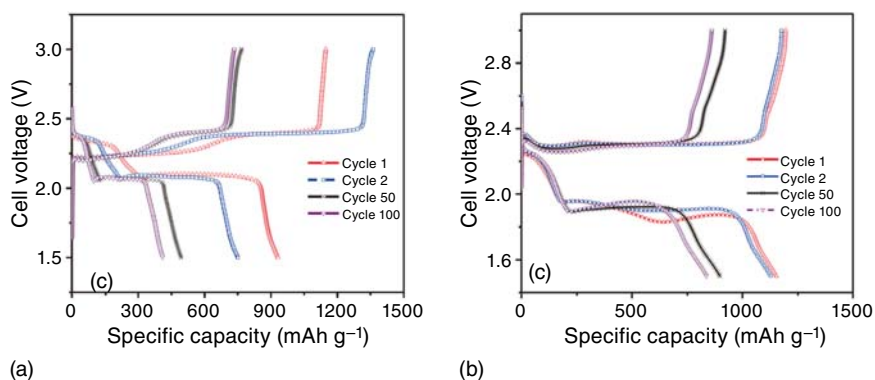 3.0
2.5
2.0
1.5
Cell voltage (V)
Cycle 1
Cycle 2
Cycle 50
Cycle 100
(c)
0 300 600 900 1200 1500
Specific capacity (mAh g⁻¹)
(a)
2.8
2.4
2.0
1.6
Cell voltage (V)
Cycle 1
Cycle 2
Cycle 50
Cycle 100
(c)
0 500 1000 1500
Specific capacity (mAh g⁻¹)
(b)